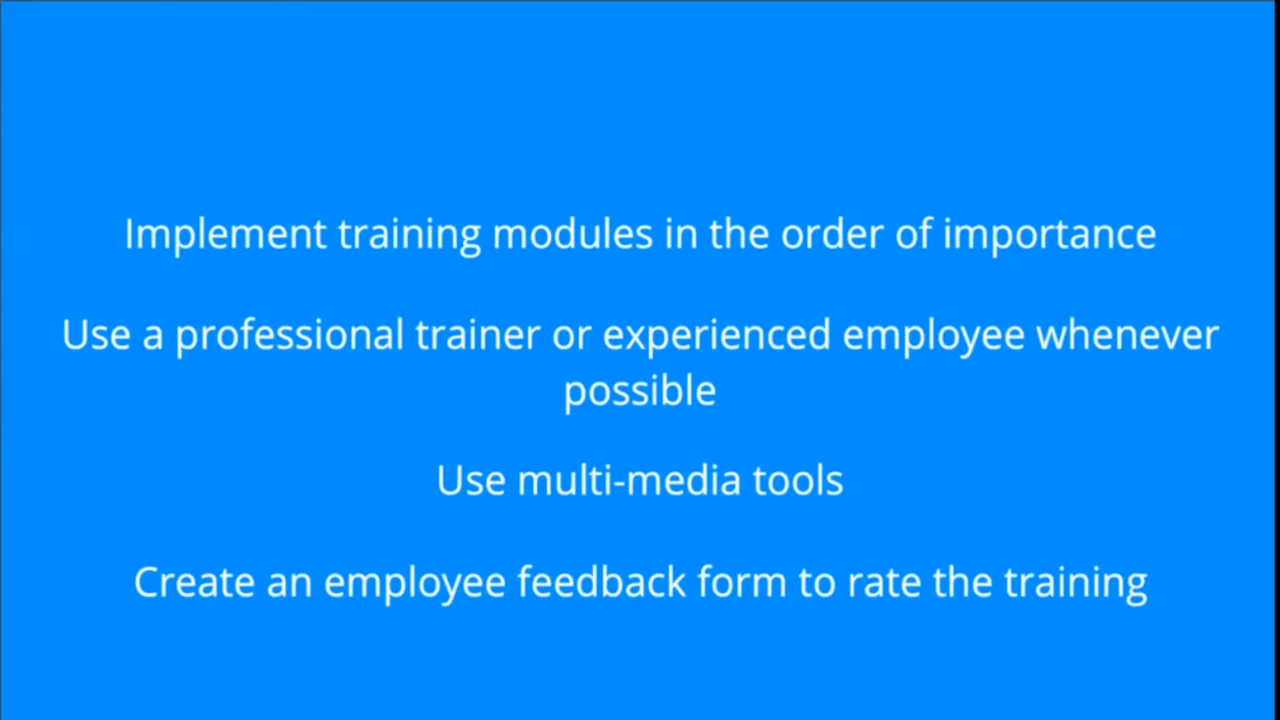 Implement training modules in the order of importance
Use a professional trainer or experienced employee whenever
possible
Use multi-media tools
Create an employee feedback form to rate the training